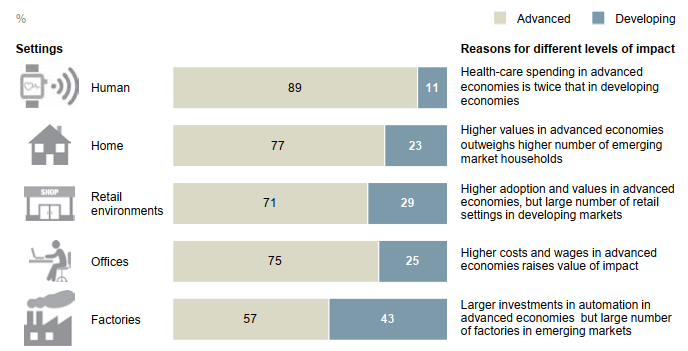 %
Advanced
Developing
Settings
Reasons for different levels of impact
Human
89
11
Health-care spending in advanced
economies is twice that in developing
economies
Home
77
23
Higher values in advanced economies
outweighs higher number of emerging
market households
SHOP
Retail
environments
71
29
Higher adoption and values in advanced
economies, but large number of retail
settings in developing markets
Offices
75
25
Higher costs and wages in advanced
economies raises value of impact
Factories
57
43
Larger investments in automation in
advanced economies but large number
of factories in emerging markets